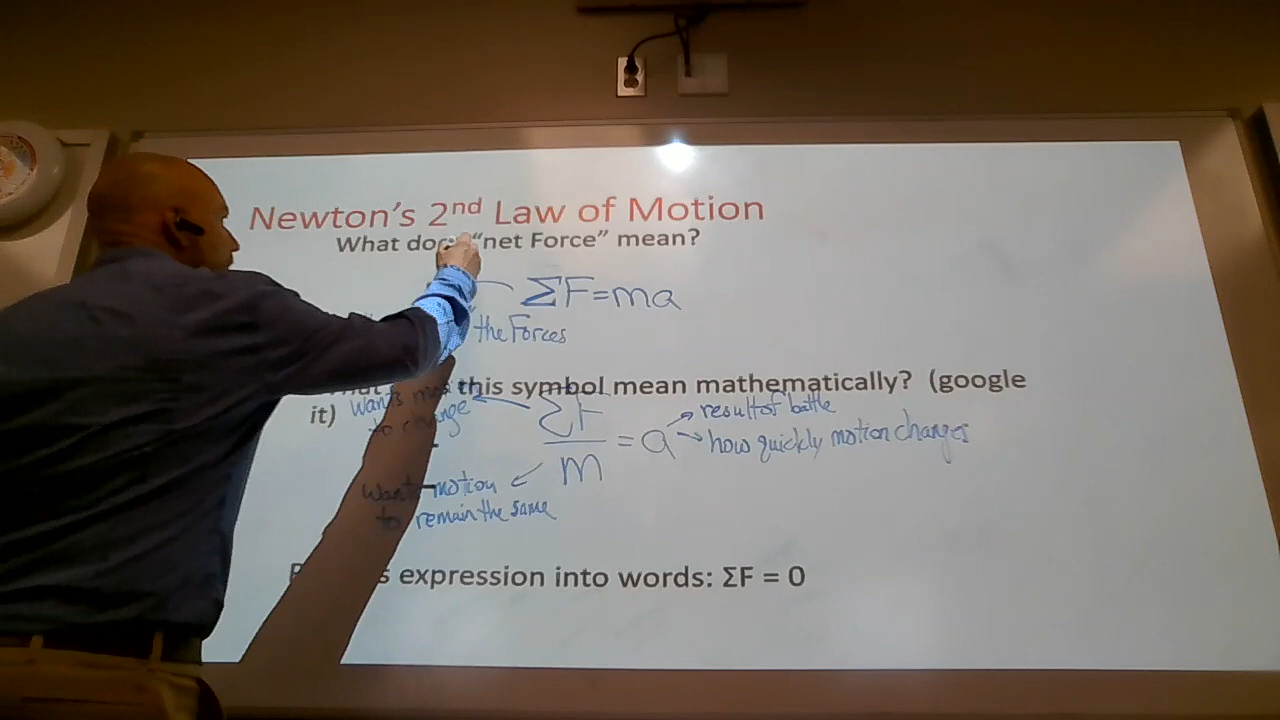 Newton's 2nd Law of Motion
What does "net Force" mean?
ΣF=ma
the Forces
this symbol mean mathematically? (google
it)
wants
to change
ΣF
m
= a
result of battle
how quickly motion changes
wants motion
to remain the same
expression into words: ΣF = 0